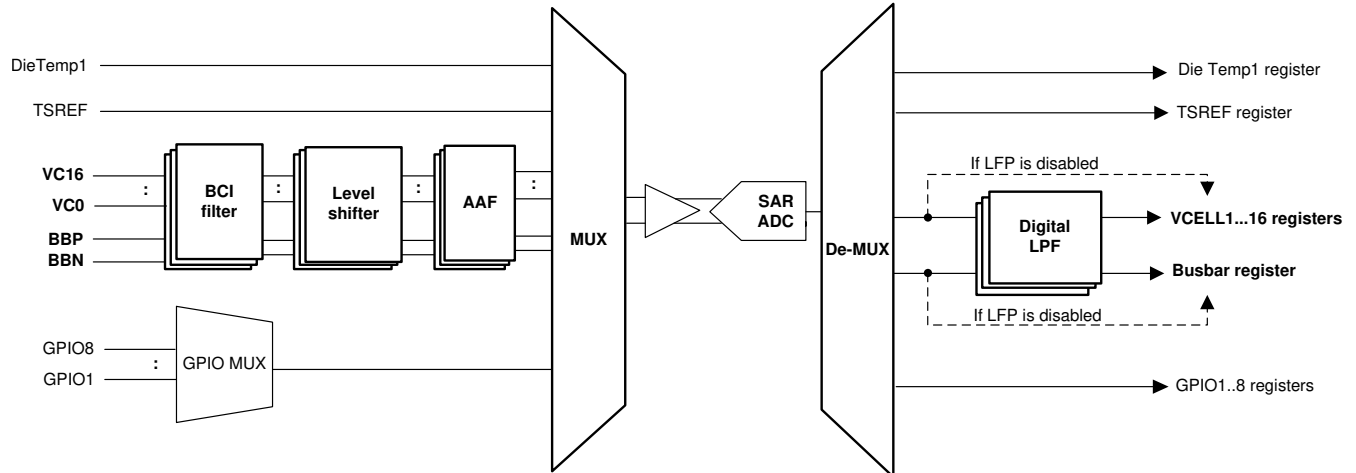 DieTemp1
TSREF
VC16
:
VC0
BBP
BBN
BCI
filter
:
Level
shifter
:
AAF
:
GPIO8
:
GPIO1
GPIO MUX
MUX
SAR
ADC
De-MUX
Die Temp1 register
TSREF register
If LFP is disabled
Digital
LPF
VCELL1...16 registers
Busbar register
If LFP is disabled
GPIO1..8 registers